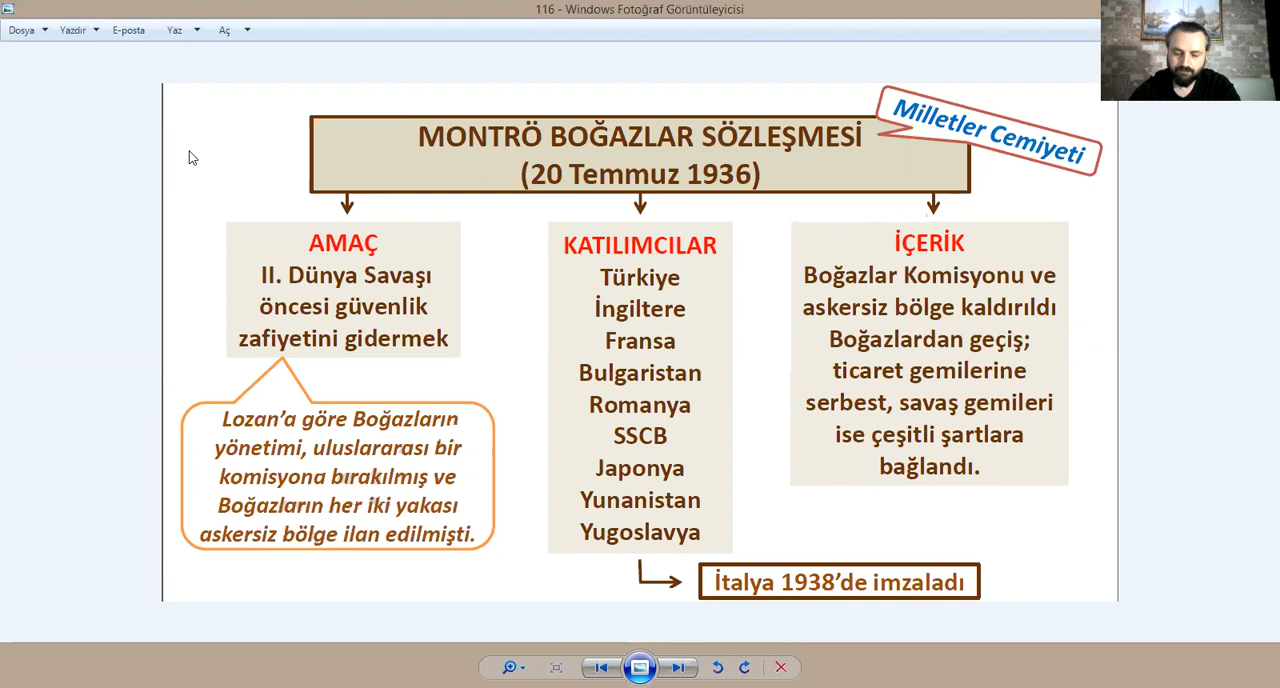 116 - Windows Fotoğraf Görüntüleyicisi
Dosya Yazdır E-posta Yaz Aç
MONTRÖ BOĞAZLAR SÖZLEŞMESİ
(20 Temmuz 1936)
Milletler Cemiyeti
AMAÇ
II. Dünya Savaşı
öncesi güvenlik
zafiyetini gidermek
Lozan’a göre Boğazların
yönetimi, uluslararası bir
komisyona bırakılmış ve
Boğazların her iki yakası
askersiz bölge ilan edilmişti.
KATILIMCILAR
Türkiye
İngiltere
Fransa
Bulgaristan
Romanya
SSCB
Japonya
Yunanistan
Yugoslavya
İtalya 1938’de imzaladı
İÇERİK
Boğazlar Komisyonu ve
askersiz bölge kaldırıldı
Boğazlardan geçiş;
ticaret gemilerine
serbest, savaş gemileri
ise çeşitli şartlara
bağlandı.